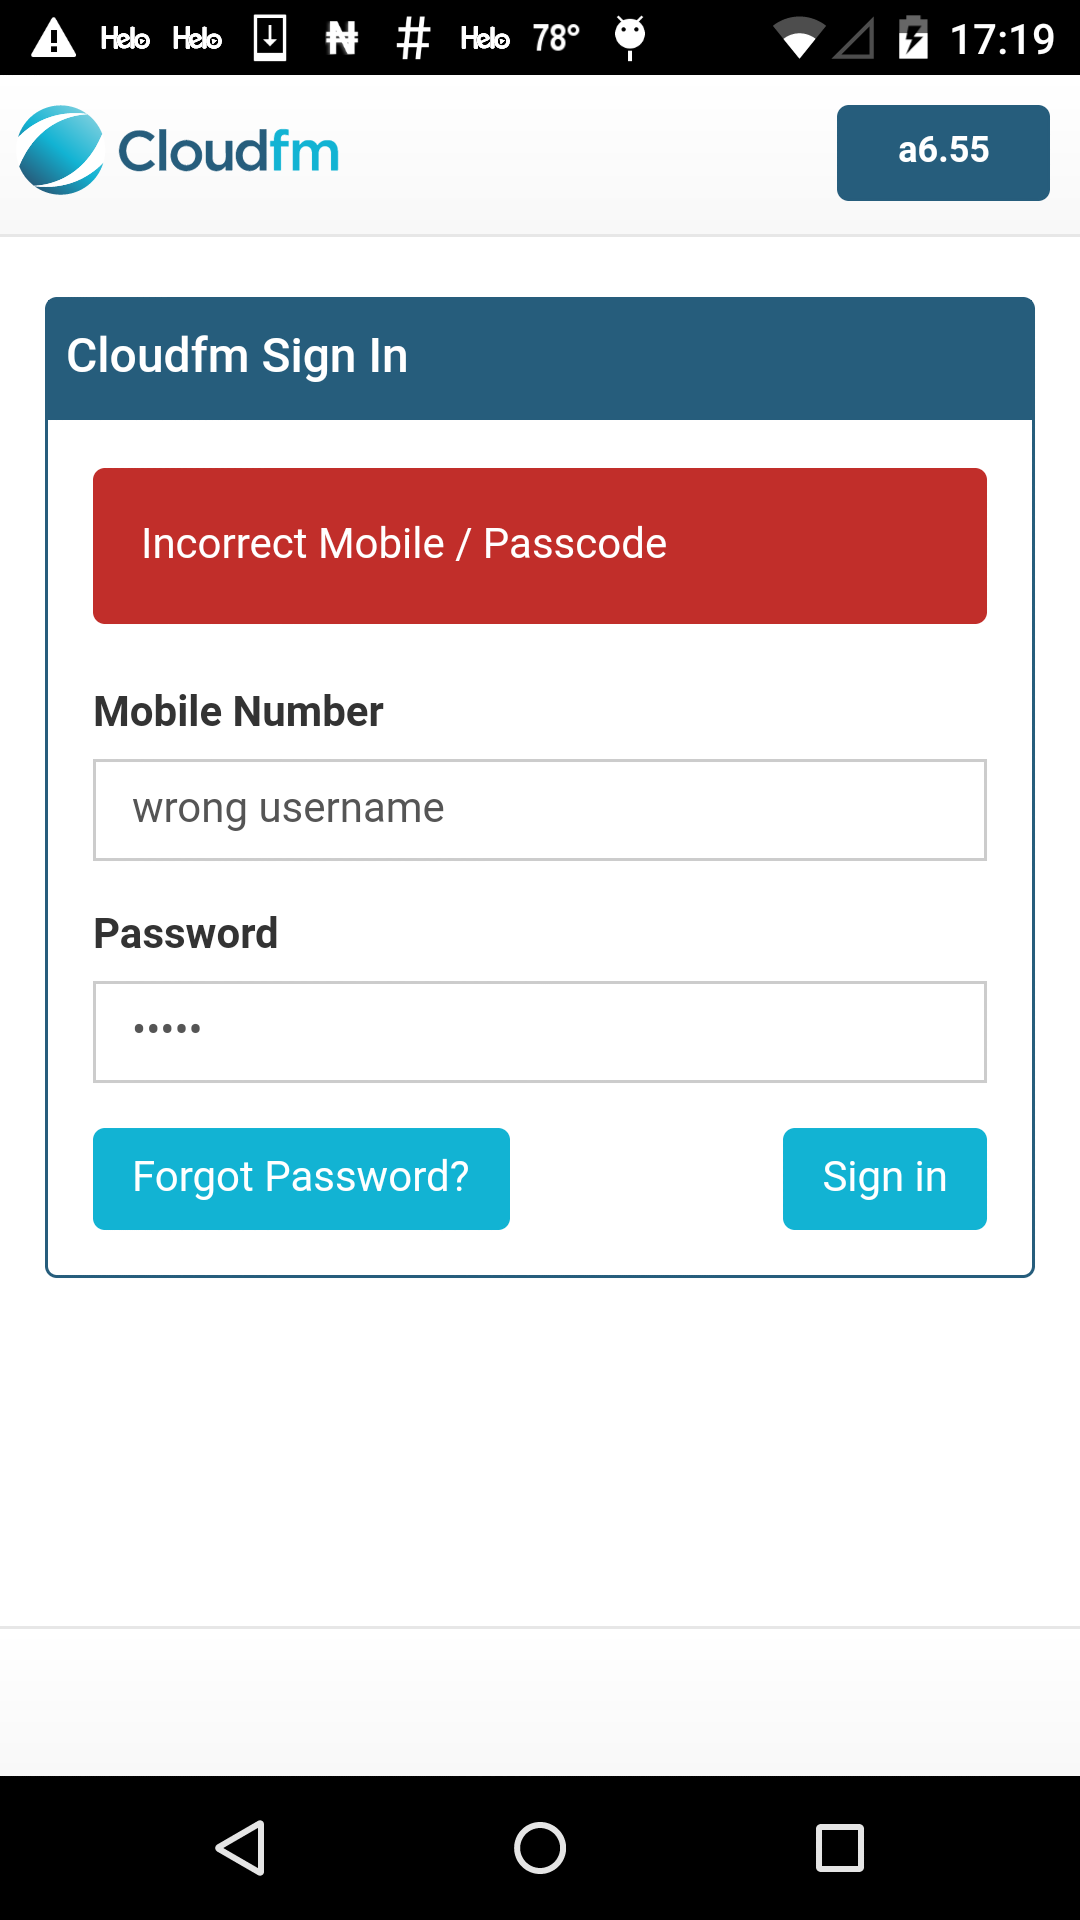 Helo Helo # Helo 78° 17:19
Cloudfm a6.55
Cloudfm Sign In
Incorrect Mobile / Passcode
Mobile Number
wrong username
Password
•••••
Forgot Password? Sign in